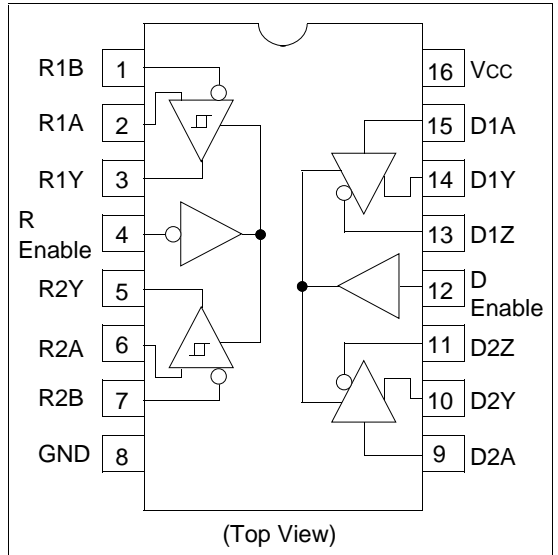 R1B 1
R1A 2
R1Y 3
R
Enable 4
R2Y 5
R2A 6
R2B 7
GND 8
16 VCC
15 D1A
14 D1Y
13 D1Z
12 D
Enable
11 D2Z
10 D2Y
9 D2A
(Top View)